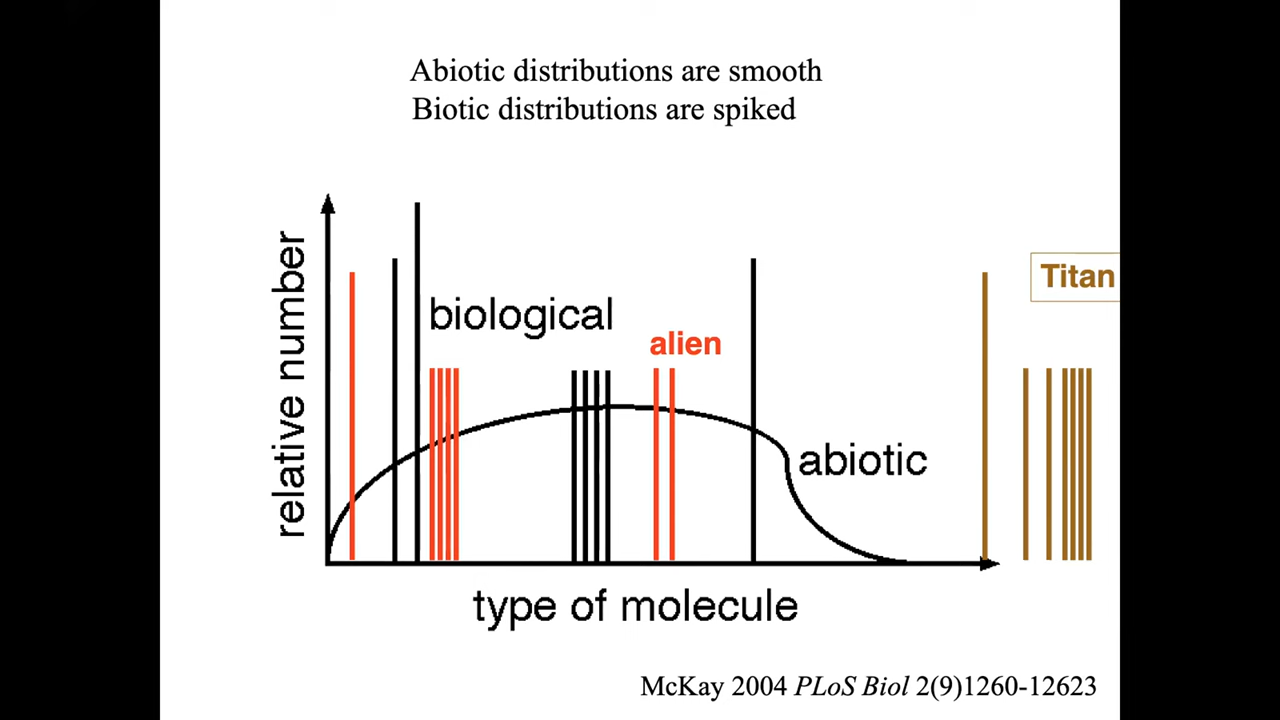 Abiotic distributions are smooth
Biotic distributions are spiked
relative number
biological
alien
abiotic
Titan
type of molecule
McKay 2004 PLoS Biol 2(9)1260-12623